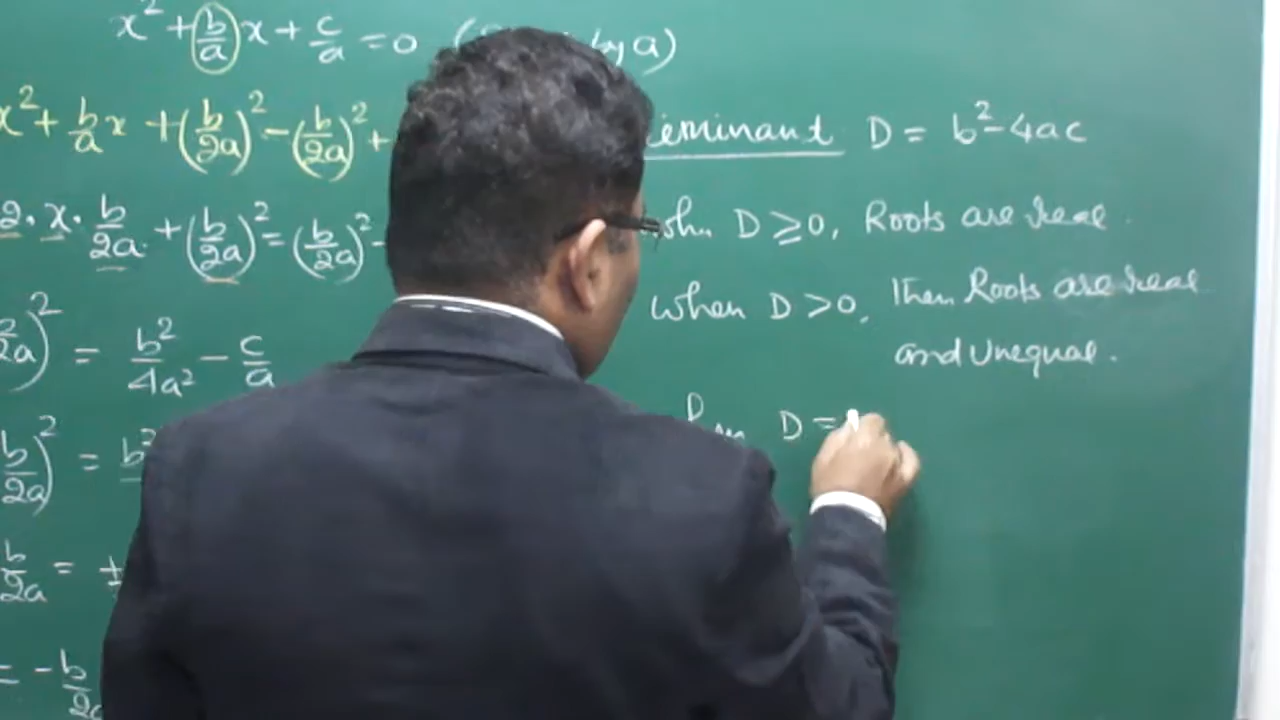 x² + b/a x + c/a = 0 ( by a)
x² + b/a x + (b/2a)² - (b/2a)² +
2 . x . b/2a + (b/2a)² = (b/2a)² -
2a)² = b²/4a² - c/a
b/2a)² = b²
b/2a = ±
= -b/2a
iminant D = b² - 4ac
D ≥ 0, Roots are real .
when D > 0, Then Roots are real
and Unequal .
D =